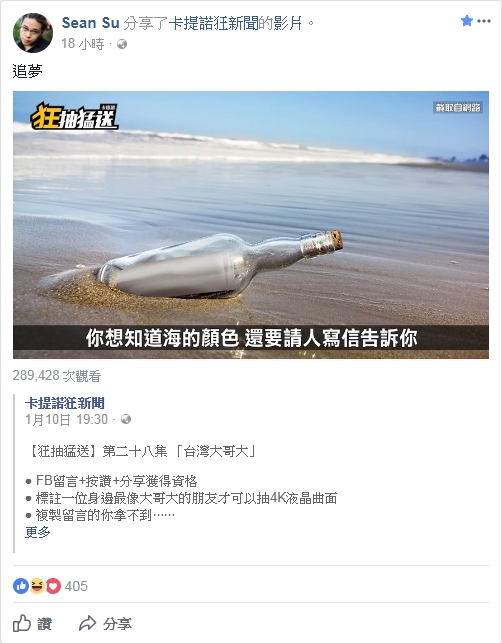 Sean Su 分享了卡提諾狂新聞的影片。
18 小時 ·
追夢
狂抽猛送
卡提諾
截取自網路
你想知道海的顏色 還要請人寫信告訴你
289,428 次觀看
卡提諾狂新聞
1月10日 19:30 ·
【狂抽猛送】第二十八集 「台灣大哥大」
● FB留言+按讚+分享獲得資格
● 標註一位身邊最像大哥大的朋友才可以抽4K液晶曲面
● 複製留言的你拿不到⋯⋯
更多
405
讚 分享